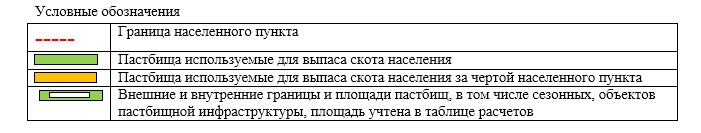 Условные обозначения
Граница населенного пункта
Пастбища используемые для выпаса скота населения
Пастбища используемые для выпаса скота населения за чертой населенного пункта
Внешние и внутренние границы и площади пастбищ, в том числе сезонных, объектов
пастбищной инфраструктуры, площадь учтена в таблице расчетов